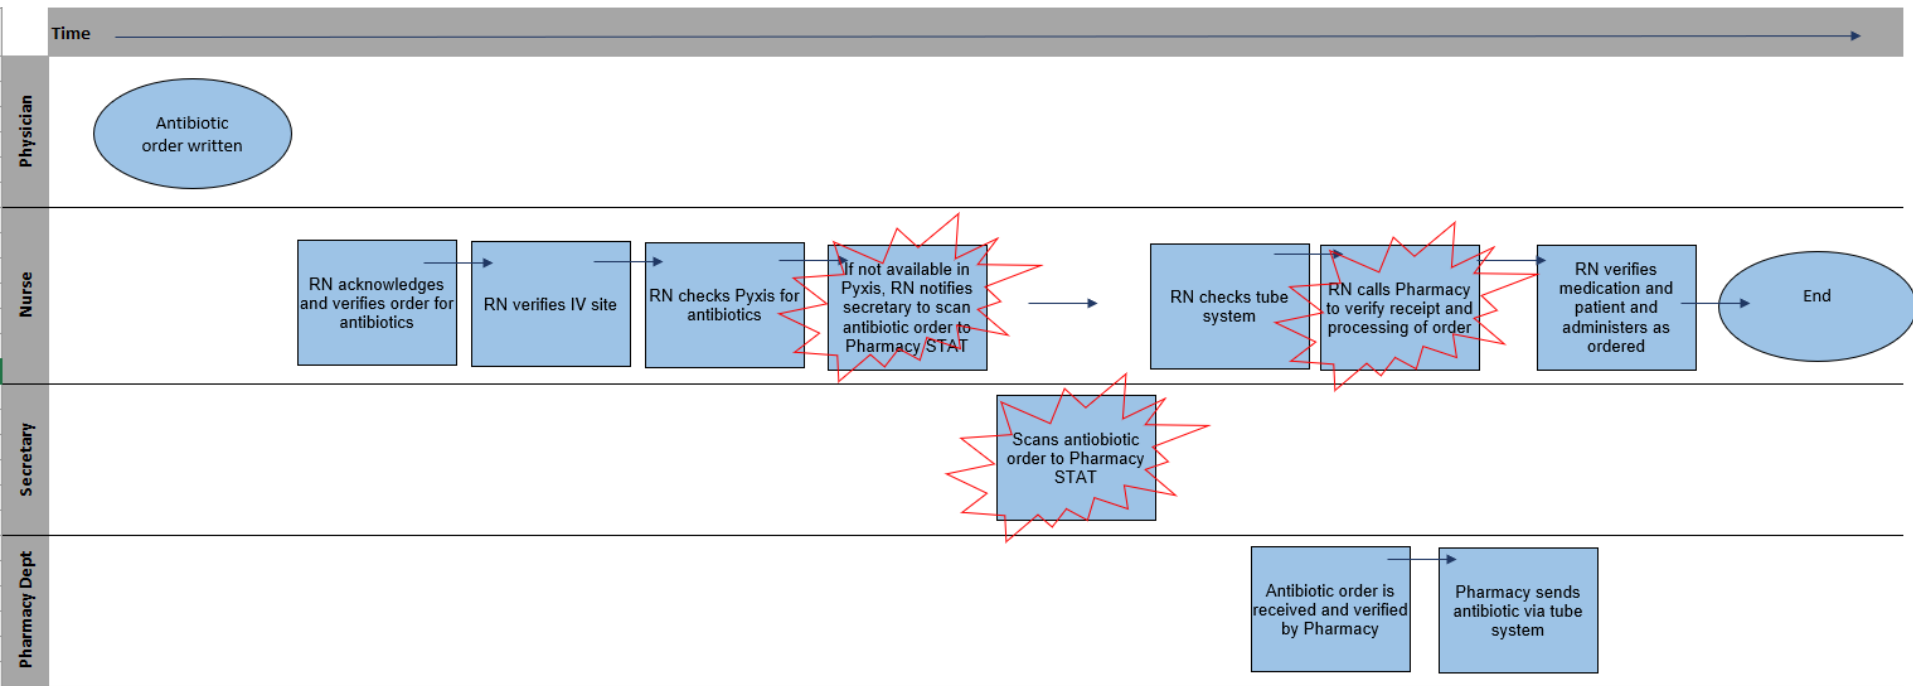 Time
Physician
Antibiotic
order written
Nurse
RN acknowledges
and verifies order for
antibiotics
RN verifies IV site
RN checks Pyxis for
antibiotics
If not available in
Pyxis, RN notifies
secretary to scan
antibiotic order to
Pharmacy STAT
RN checks tube
system
RN calls Pharmacy
to verify receipt and
processing of order
RN verifies
medication and
patient and
administers as
ordered
End
Secretary
Scans antiobiotic
order to Pharmacy
STAT
Pharmacy Dept
Antibiotic order is
received and verified
by Pharmacy
Pharmacy sends
antibiotic via tube
system